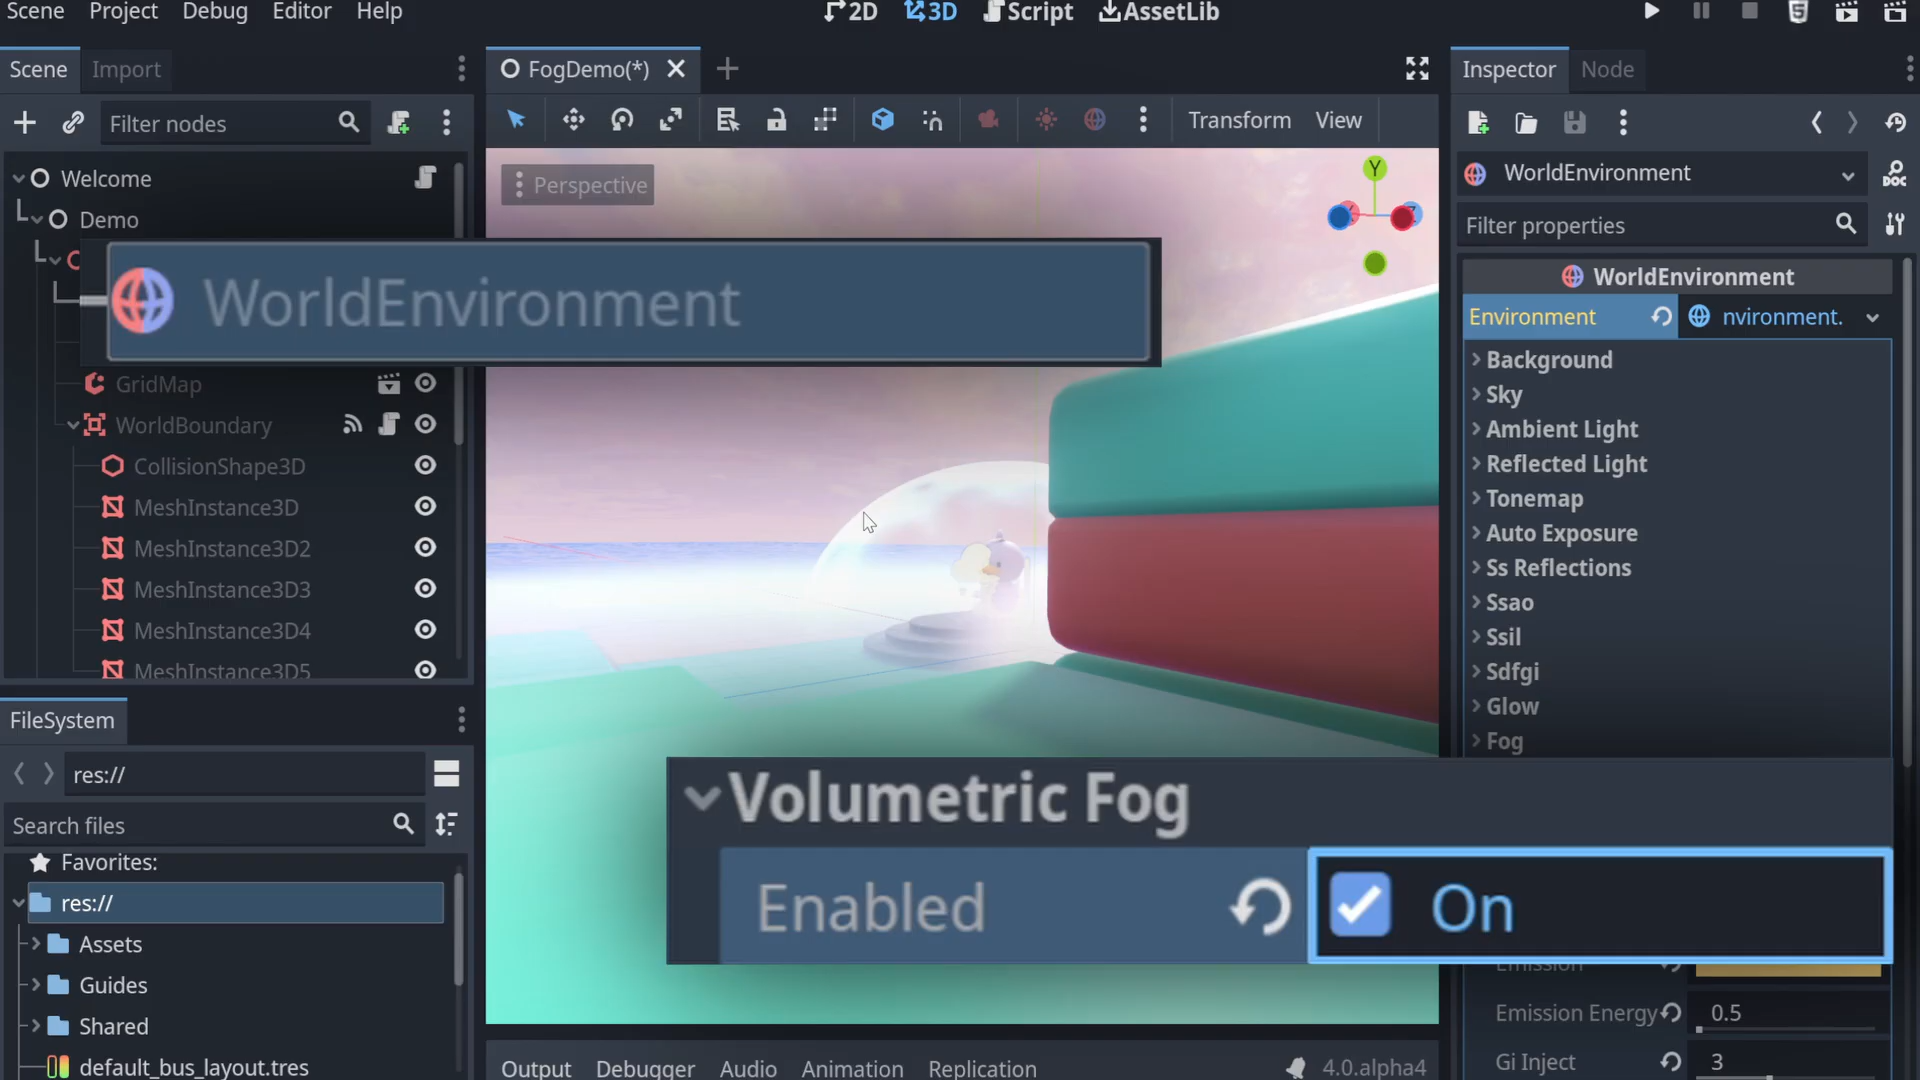 Scene Project Debug Editor Help
2D 3D Script AssetLib
Scene Import
Filter nodes
Welcome
Demo
WorldEnvironment
GridMap
WorldBoundary
CollisionShape3D
MeshInstance3D
MeshInstance3D2
MeshInstance3D3
MeshInstance3D4
MeshInstance3D5
FileSystem
res://
Search files
Favorites:
res://
Assets
Guides
Shared
default_bus_layout.tres
FogDemo(*)
Transform View
Perspective
Y
Output Debugger Audio Animation Replication 4.0.alpha4
Inspector Node
WorldEnvironment
DOC
Filter properties
WorldEnvironment
Environment nvironment.
Background
Sky
Ambient Light
Reflected Light
Tonemap
Auto Exposure
Ss Reflections
Ssao
Ssil
Sdfgi
Glow
Fog
Volumetric Fog
Enabled On
Emission
Emission Energy 0.5
Gi Inject 3